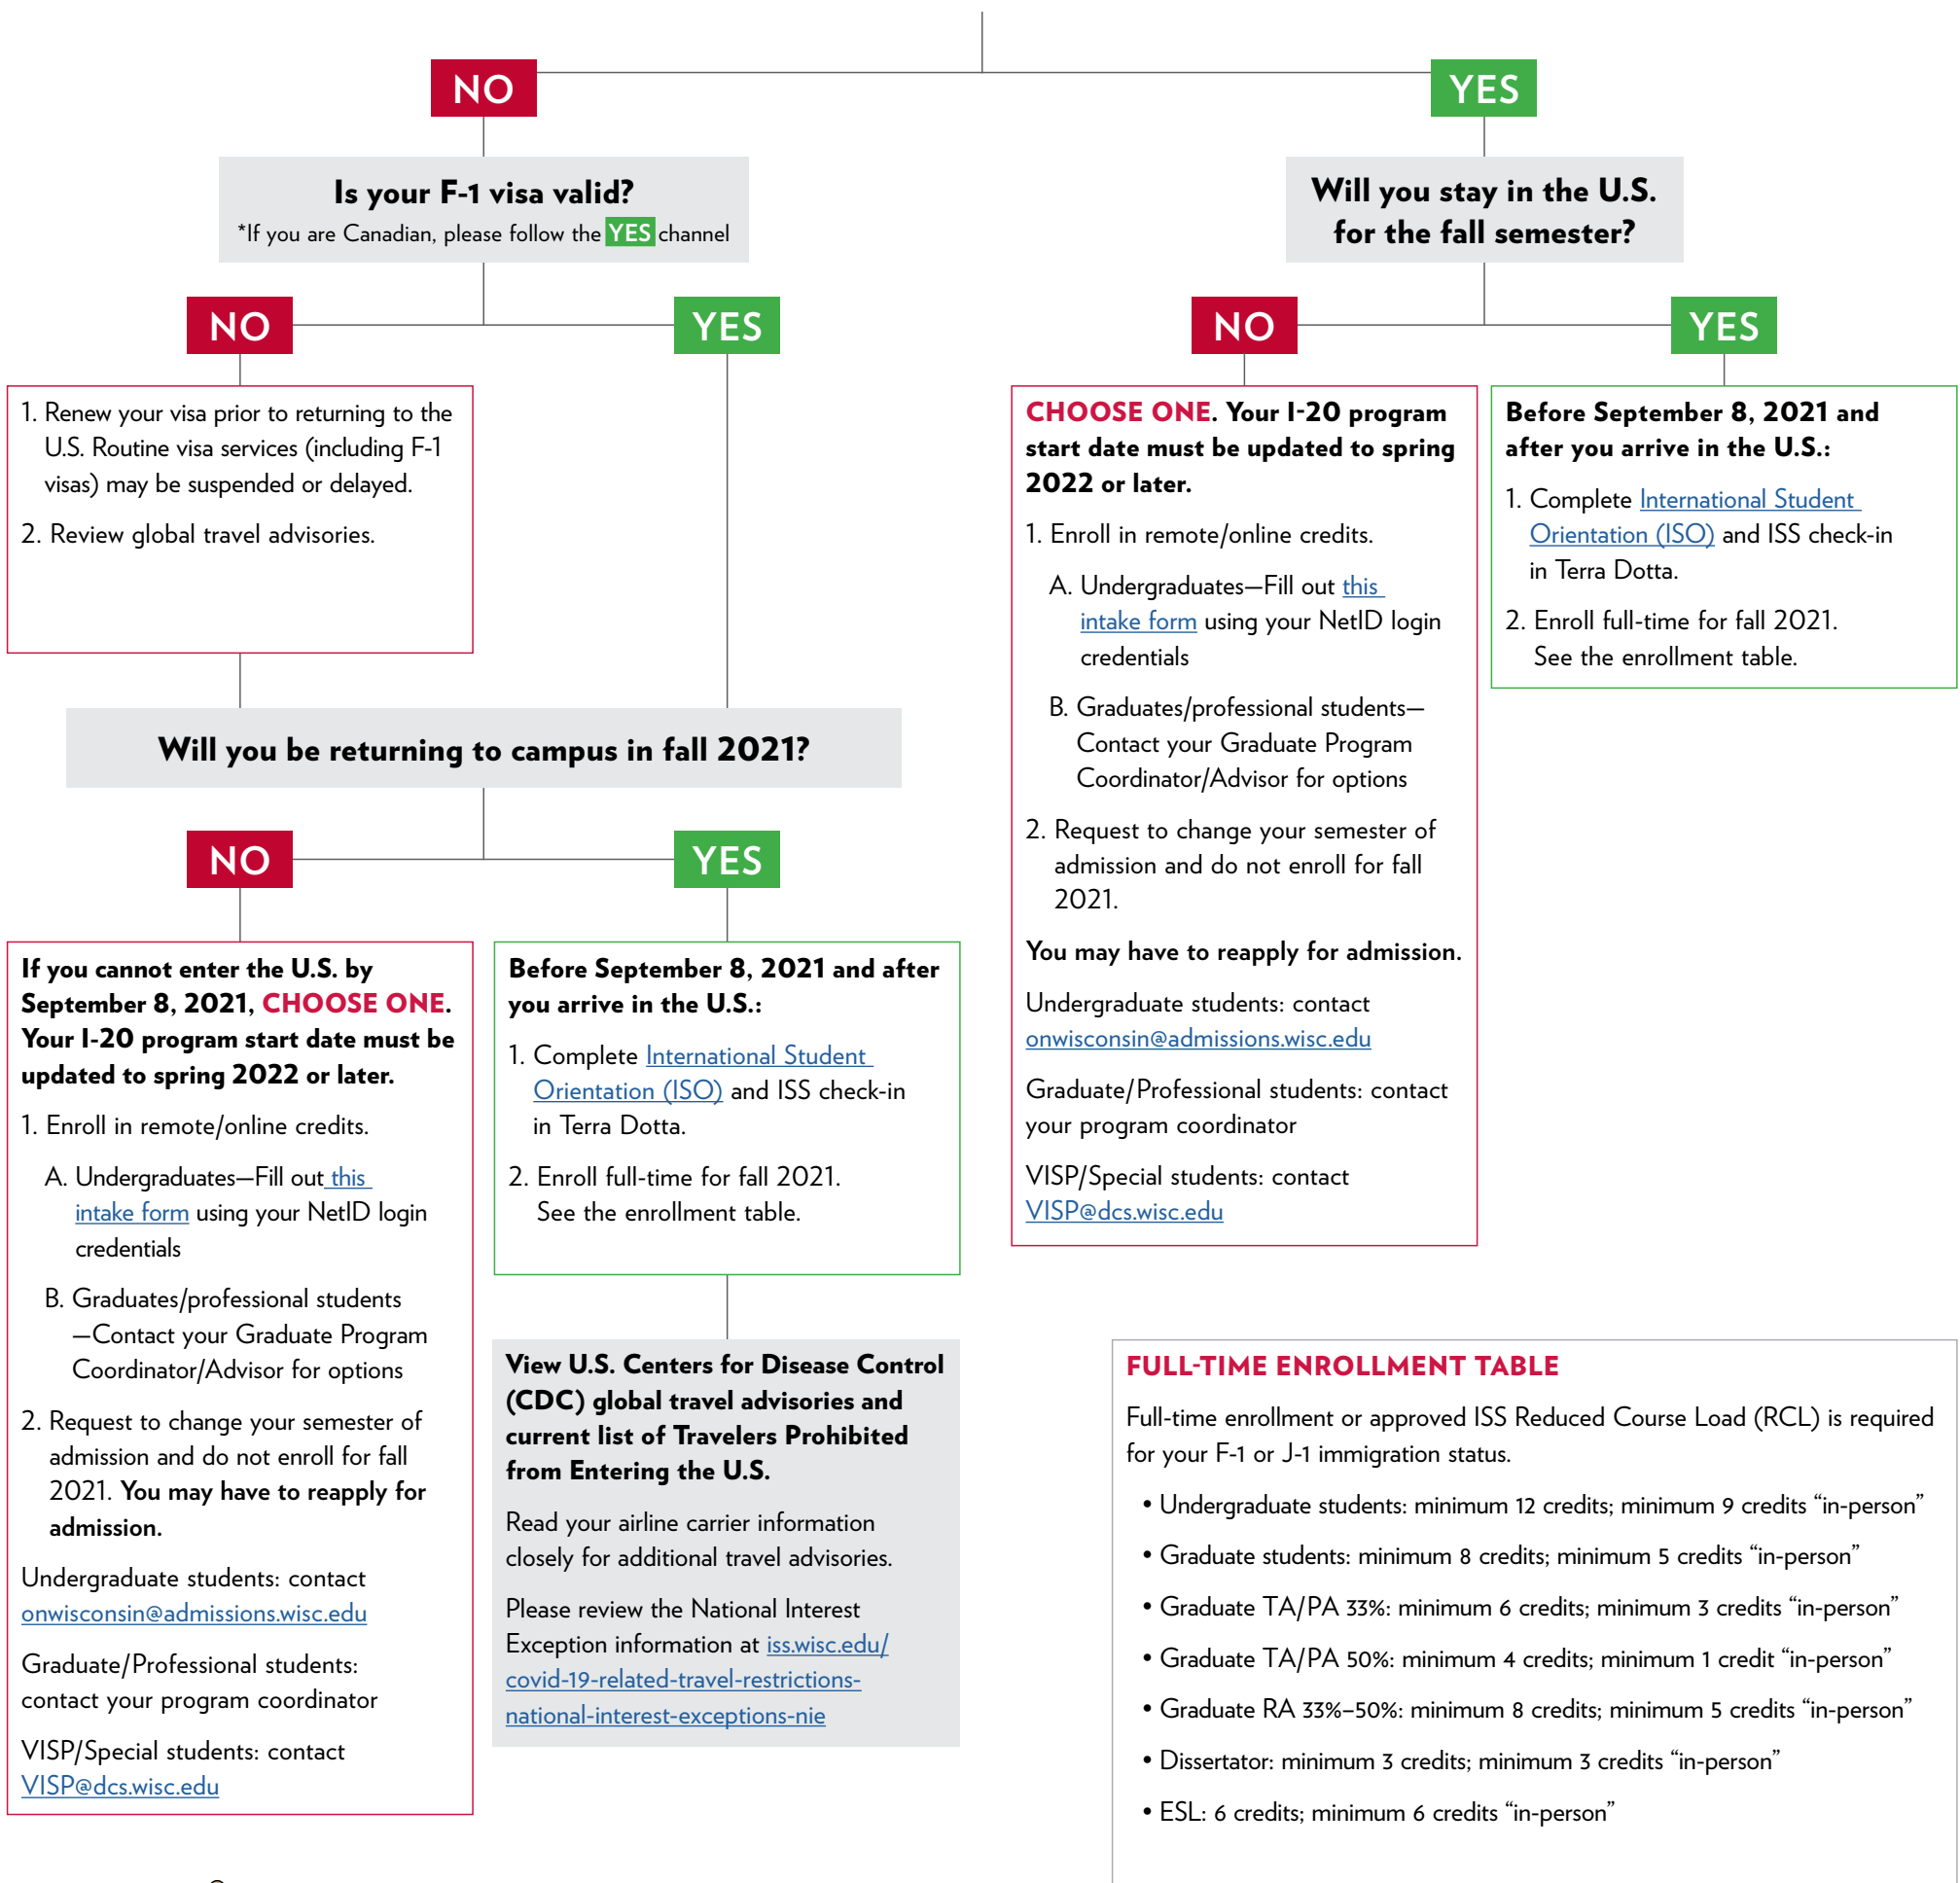 NO
YES
Is your F-1 visa valid?
*If you are Canadian, please follow the YES channel
NO
YES
1. Renew your visa prior to returning to the
U.S. Routine visa services (including F-1
visas) may be suspended or delayed.
2. Review global travel advisories.
Will you be returning to campus in fall 2021?
NO
YES
If you cannot enter the U.S. by
September 8, 2021, CHOOSE ONE.
Your I-20 program start date must be
updated to spring 2022 or later.
1. Enroll in remote/online credits.
A. Undergraduates—Fill out this
intake form using your NetID login
credentials
B. Graduates/professional students
—Contact your Graduate Program
Coordinator/Advisor for options
2. Request to change your semester of
admission and do not enroll for fall
2021. You may have to reapply for
admission.
Undergraduate students: contact
onwisconsin@admissions.wisc.edu
Graduate/Professional students:
contact your program coordinator
VISP/Special students: contact
VISP@dcs.wisc.edu
Before September 8, 2021 and after
you arrive in the U.S.:
1. Complete International Student
Orientation (ISO) and ISS check-in
in Terra Dotta.
2. Enroll full-time for fall 2021.
See the enrollment table.
View U.S. Centers for Disease Control
(CDC) global travel advisories and
current list of Travelers Prohibited
from Entering the U.S.
Read your airline carrier information
closely for additional travel advisories.
Please review the National Interest
Exception information at iss.wisc.edu/
covid-19-related-travel-restrictions-
national-interest-exceptions-nie
Will you stay in the U.S.
for the fall semester?
NO
YES
CHOOSE ONE. Your I-20 program
start date must be updated to spring
2022 or later.
1. Enroll in remote/online credits.
A. Undergraduates—Fill out this
intake form using your NetID login
credentials
B. Graduates/professional students—
Contact your Graduate Program
Coordinator/Advisor for options
2. Request to change your semester of
admission and do not enroll for fall
2021.
You may have to reapply for admission.
Undergraduate students: contact
onwisconsin@admissions.wisc.edu
Graduate/Professional students: contact
your program coordinator
VISP/Special students: contact
VISP@dcs.wisc.edu
Before September 8, 2021 and
after you arrive in the U.S.:
1. Complete International Student
Orientation (ISO) and ISS check-in
in Terra Dotta.
2. Enroll full-time for fall 2021.
See the enrollment table.
FULL-TIME ENROLLMENT TABLE
Full-time enrollment or approved ISS Reduced Course Load (RCL) is required
for your F-1 or J-1 immigration status.
• Undergraduate students: minimum 12 credits; minimum 9 credits “in-person”
• Graduate students: minimum 8 credits; minimum 5 credits “in-person”
• Graduate TA/PA 33%: minimum 6 credits; minimum 3 credits “in-person”
• Graduate TA/PA 50%: minimum 4 credits; minimum 1 credit “in-person”
• Graduate RA 33%–50%: minimum 8 credits; minimum 5 credits “in-person”
• Dissertator: minimum 3 credits; minimum 3 credits “in-person”
• ESL: 6 credits; minimum 6 credits “in-person”